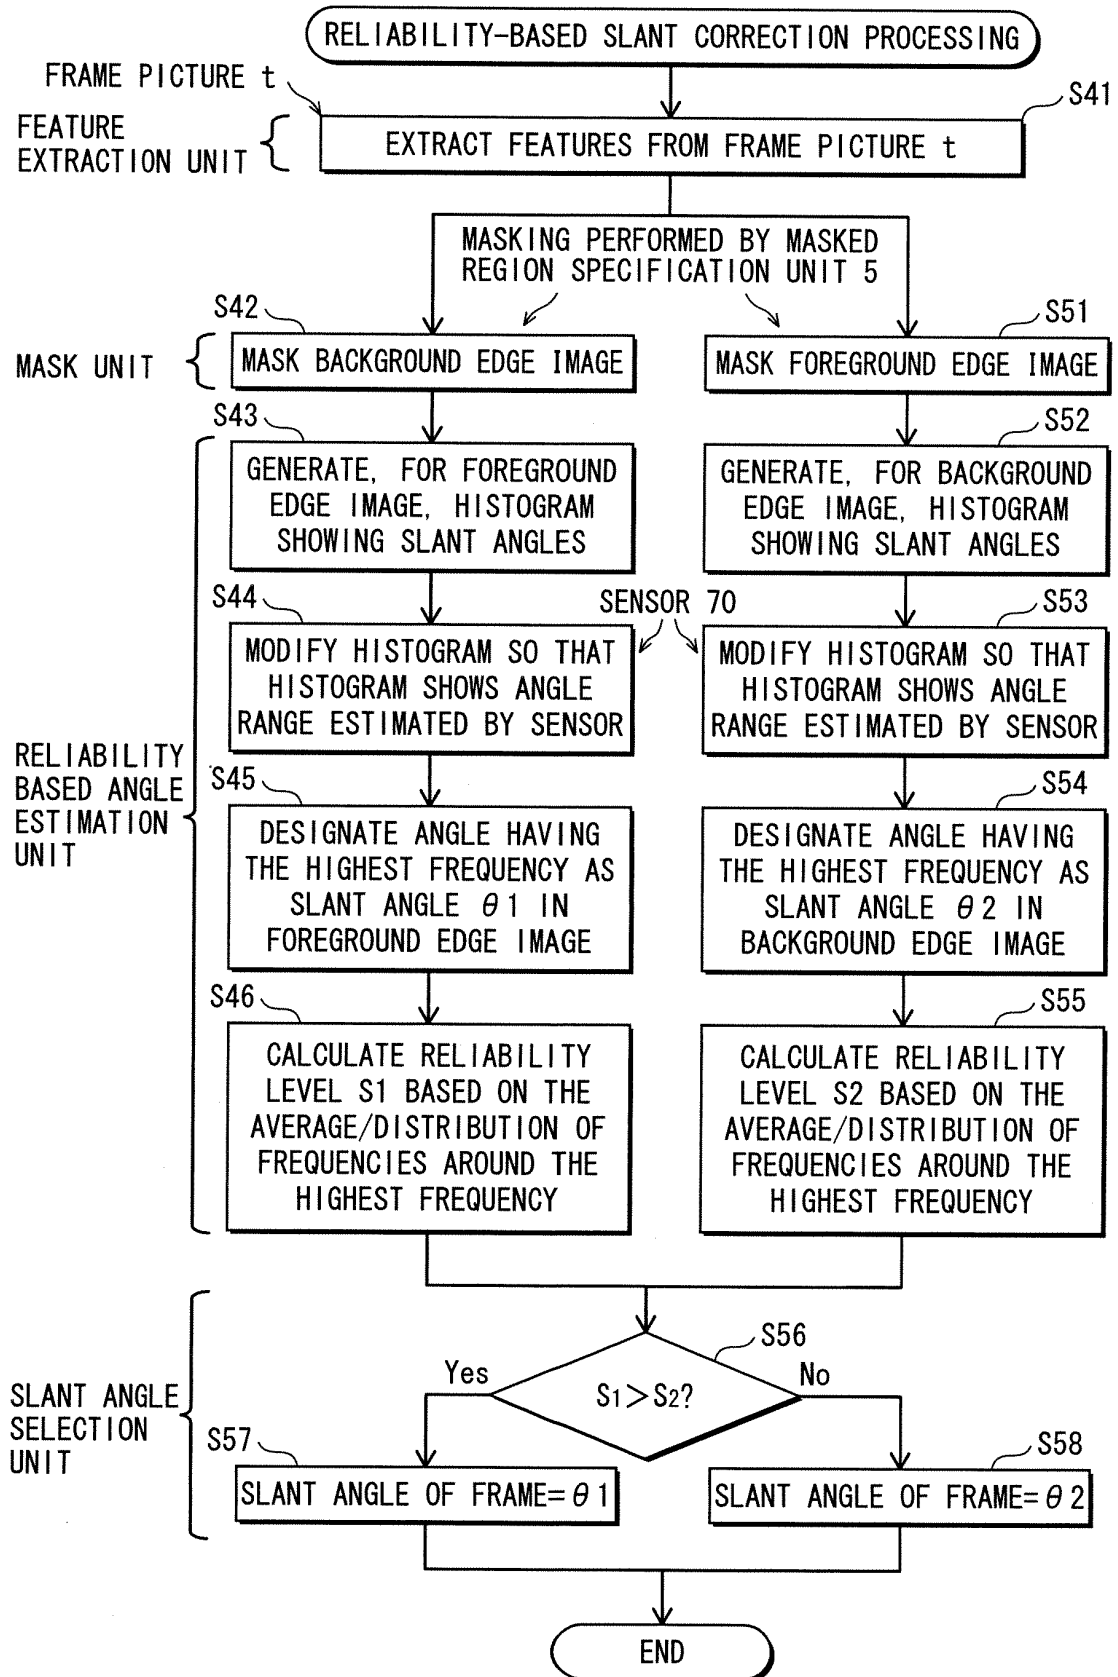 RELIABILITY-BASED SLANT CORRECTION PROCESSING
FRAME PICTURE t
S41
FEATURE
EXTRACTION UNIT
EXTRACT FEATURES FROM FRAME PICTURE t
MASKING PERFORMED BY MASKED
REGION SPECIFICATION UNIT 5
S42
S51
MASK UNIT
MASK BACKGROUND EDGE IMAGE
MASK FOREGROUND EDGE IMAGE
S43
GENERATE, FOR FOREGROUND
EDGE IMAGE, HISTOGRAM
SHOWING SLANT ANGLES
S52
GENERATE, FOR BACKGROUND
EDGE IMAGE, HISTOGRAM
SHOWING SLANT ANGLES
SENSOR 70
S44
MODIFY HISTOGRAM SO THAT
HISTOGRAM SHOWS ANGLE
RANGE ESTIMATED BY SENSOR
S53
MODIFY HISTOGRAM SO THAT
HISTOGRAM SHOWS ANGLE
RANGE ESTIMATED BY SENSOR
RELIABILITY
BASED ANGLE
ESTIMATION
UNIT
S45
DESIGNATE ANGLE HAVING
THE HIGHEST FREQUENCY AS
SLANT ANGLE θ1 IN
FOREGROUND EDGE IMAGE
S54
DESIGNATE ANGLE HAVING
THE HIGHEST FREQUENCY AS
SLANT ANGLE θ2 IN
BACKGROUND EDGE IMAGE
S46
CALCULATE RELIABILITY
LEVEL S1 BASED ON THE
AVERAGE/DISTRIBUTION OF
FREQUENCIES AROUND THE
HIGHEST FREQUENCY
S55
CALCULATE RELIABILITY
LEVEL S2 BASED ON THE
AVERAGE/DISTRIBUTION OF
FREQUENCIES AROUND THE
HIGHEST FREQUENCY
S56
Yes
S1>S2?
No
SLANT ANGLE
SELECTION
UNIT
S57
SLANT ANGLE OF FRAME=θ1
S58
SLANT ANGLE OF FRAME=θ2
END